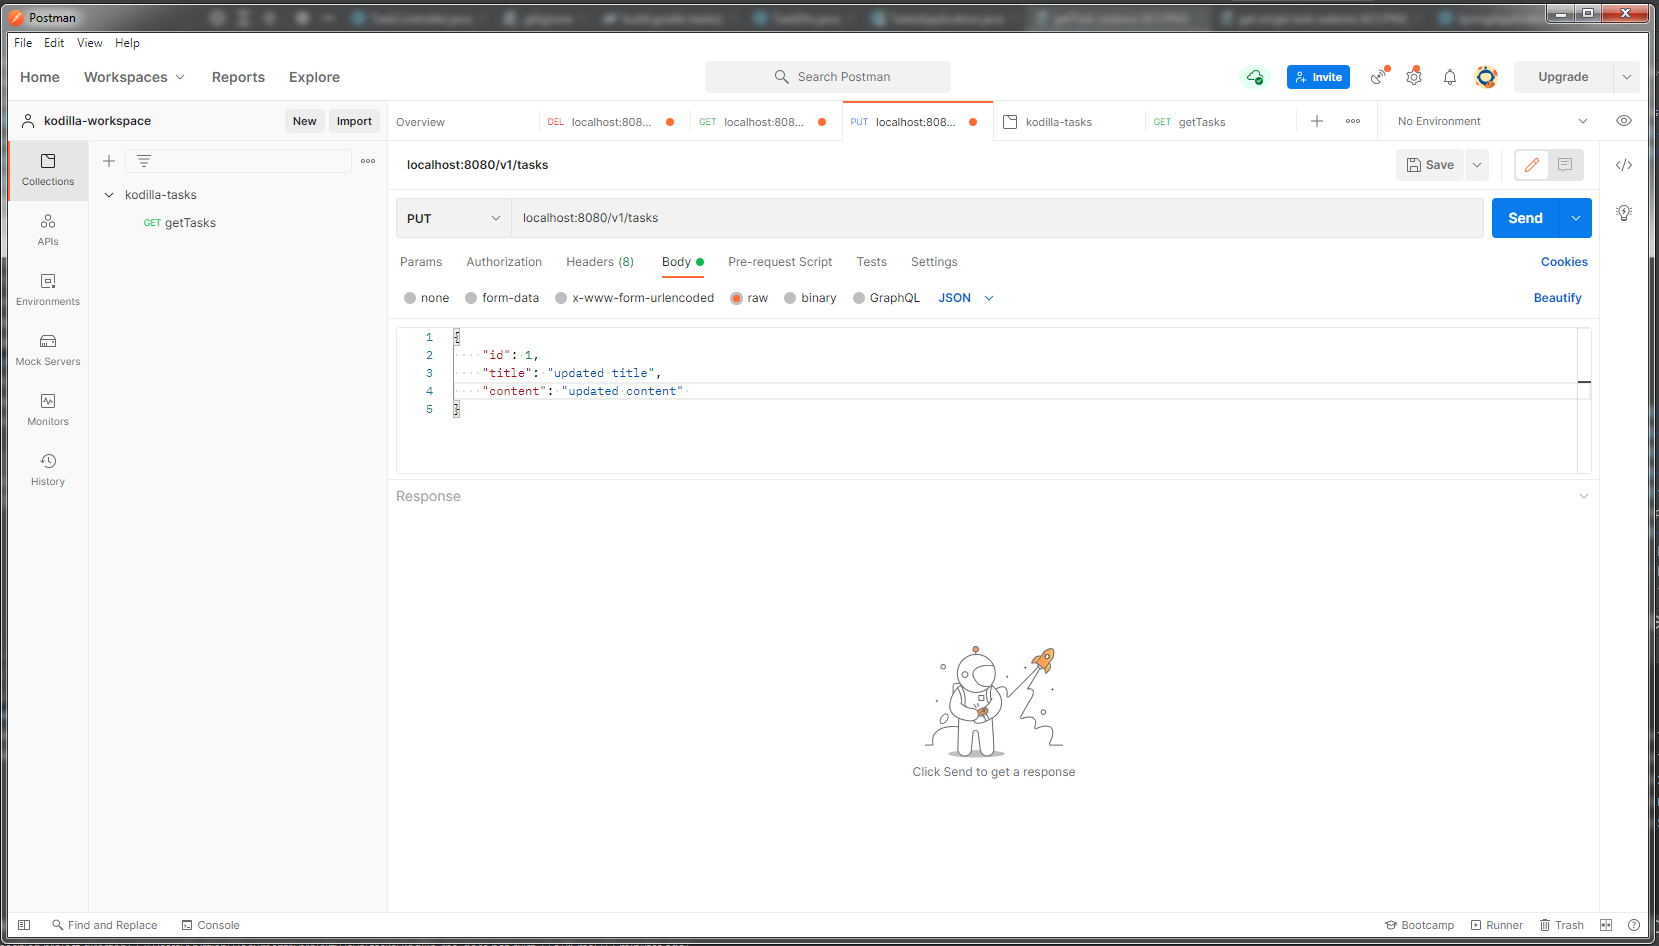 Postman
File Edit View Help
Home Workspaces Reports Explore Search Postman Invite Upgrade
kodilla-workspace New Import Overview DEL localhost:808... GET localhost:808... PUT localhost:808... kodilla-tasks GET getTasks No Environment
localhost:8080/v1/tasks Save
Collections
kodilla-tasks
GET getTasks
PUT localhost:8080/v1/tasks Send
APIs
Params Authorization Headers (8) Body Pre-request Script Tests Settings Cookies
Environments
none form-data x-www-form-urlencoded raw binary GraphQL JSON Beautify
Mock Servers
1 {
2 "id": 1,
3 "title": "updated title",
4 "content": "updated content"
5 }
Monitors
History
Response
Click Send to get a response
Find and Replace Console Bootcamp Runner Trash